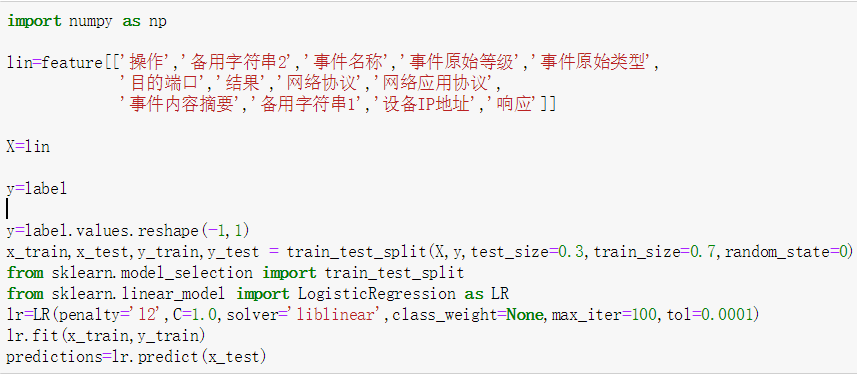 import numpy as np
lin=feature[['操作','备用字符串2','事件名称','事件原始等级','事件原始类型',
'目的端口','结果','网络协议','网络应用协议',
'事件内容摘要','备用字符串1','设备IP地址','响应']]
X=lin
y=label
y=label.values.reshape(-1,1)
x_train,x_test,y_train,y_test = train_test_split(X,y,test_size=0.3,train_size=0.7,random_state=0)
from sklearn.model_selection import train_test_split
from sklearn.linear_model import LogisticRegression as LR
lr=LR(penalty='l2',C=1.0,solver='liblinear',class_weight=None,max_iter=100,tol=0.0001)
lr.fit(x_train,y_train)
predictions=lr.predict(x_test)